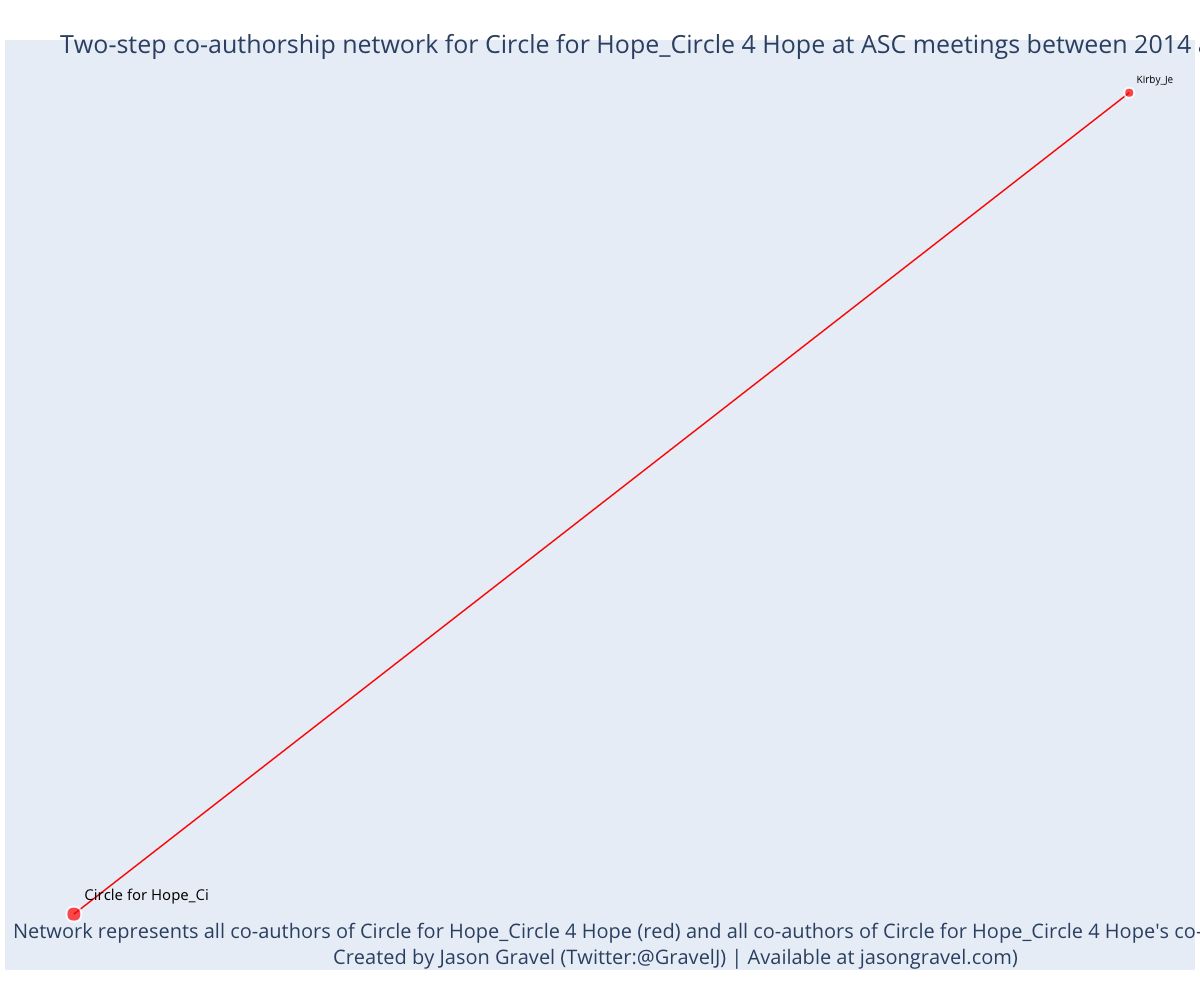 Two-step co-authorship network for Circle for Hope_Circle 4 Hope at ASC meetings between 2014
Kirby_Je
Circle for Hope_Ci
Network represents all co-authors of Circle for Hope_Circle 4 Hope (red) and all co-authors of Circle for Hope_Circle 4 Hope's co-
Created by Jason Gravel (Twitter:@GravelJ) | Available at jasongravel.com)